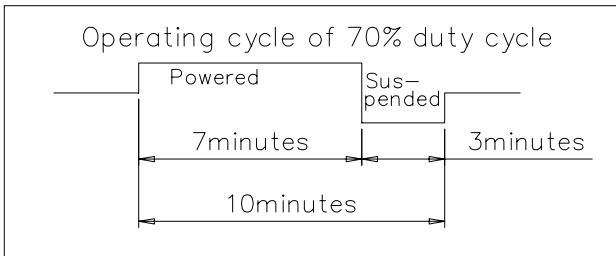 Operating cycle of 70% duty cycle
Powered
Sus-
pended
7minutes
3minutes
10minutes